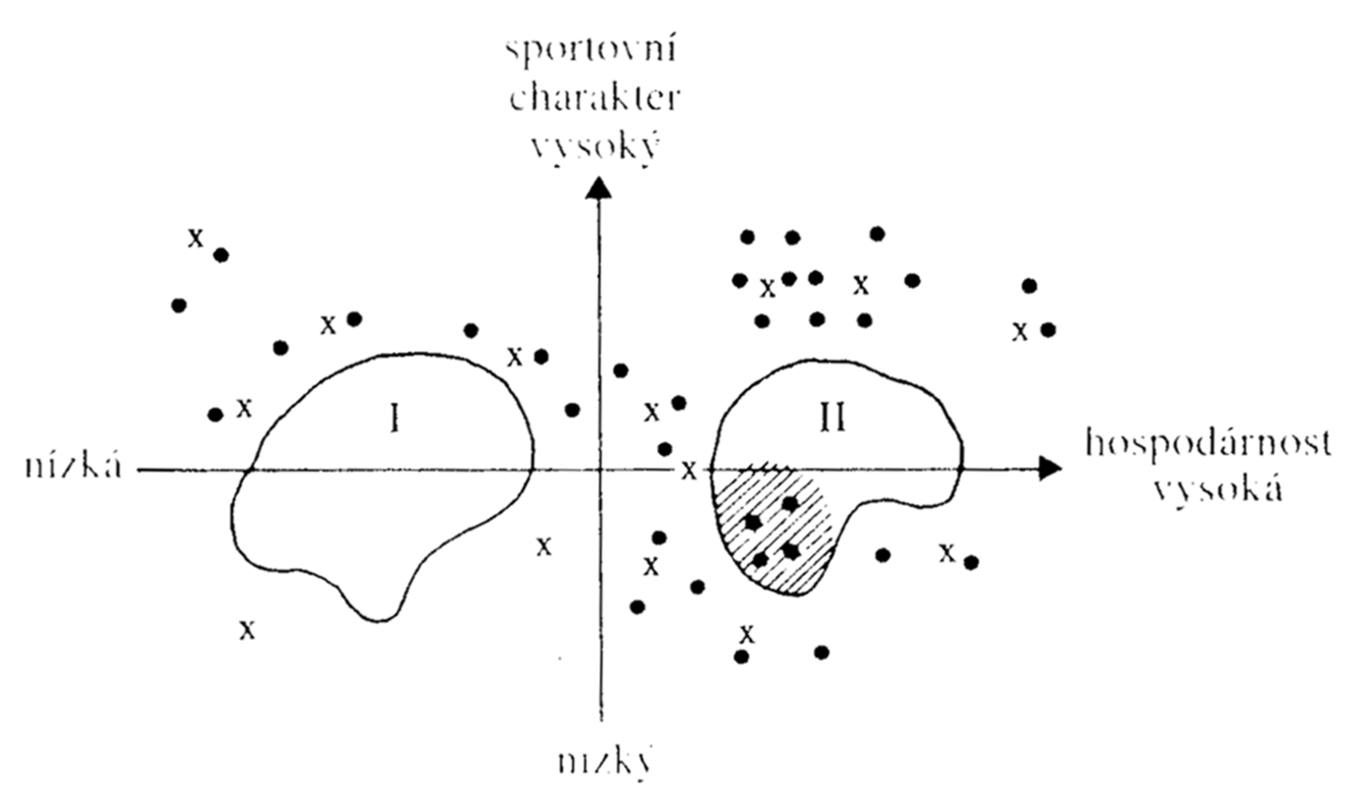 sportovní
charakter
vysoký
x
x
x
x
x
x
x
x
I
x
II
nízká
x
hospodárnost
vysoká
x
x
x
x
x
nízký